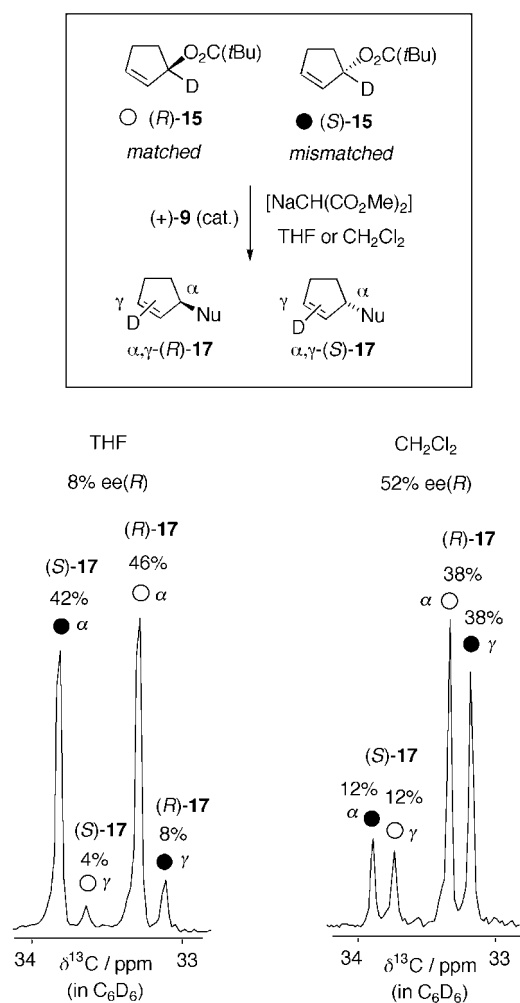 O₂C(tBu)
D
(R)-15
matched
O₂C(tBu)
D
(S)-15
mismatched
(+)-9 (cat.)
[NaCH(CO₂Me)₂]
THF or CH₂Cl₂
γ
α
D
Nu
α,γ-(R)-17
γ
α
D
Nu
α,γ-(S)-17
THF
8% ee(R)
(S)-17
42%
α
(R)-17
46%
α
(S)-17
4%
γ
(R)-17
8%
γ
34
33
δ¹³C / ppm
(in C₆D₆)
CH₂Cl₂
52% ee(R)
(R)-17
38%
α
38%
γ
(S)-17
12%
α
12%
γ
34
33
δ¹³C / ppm
(in C₆D₆)